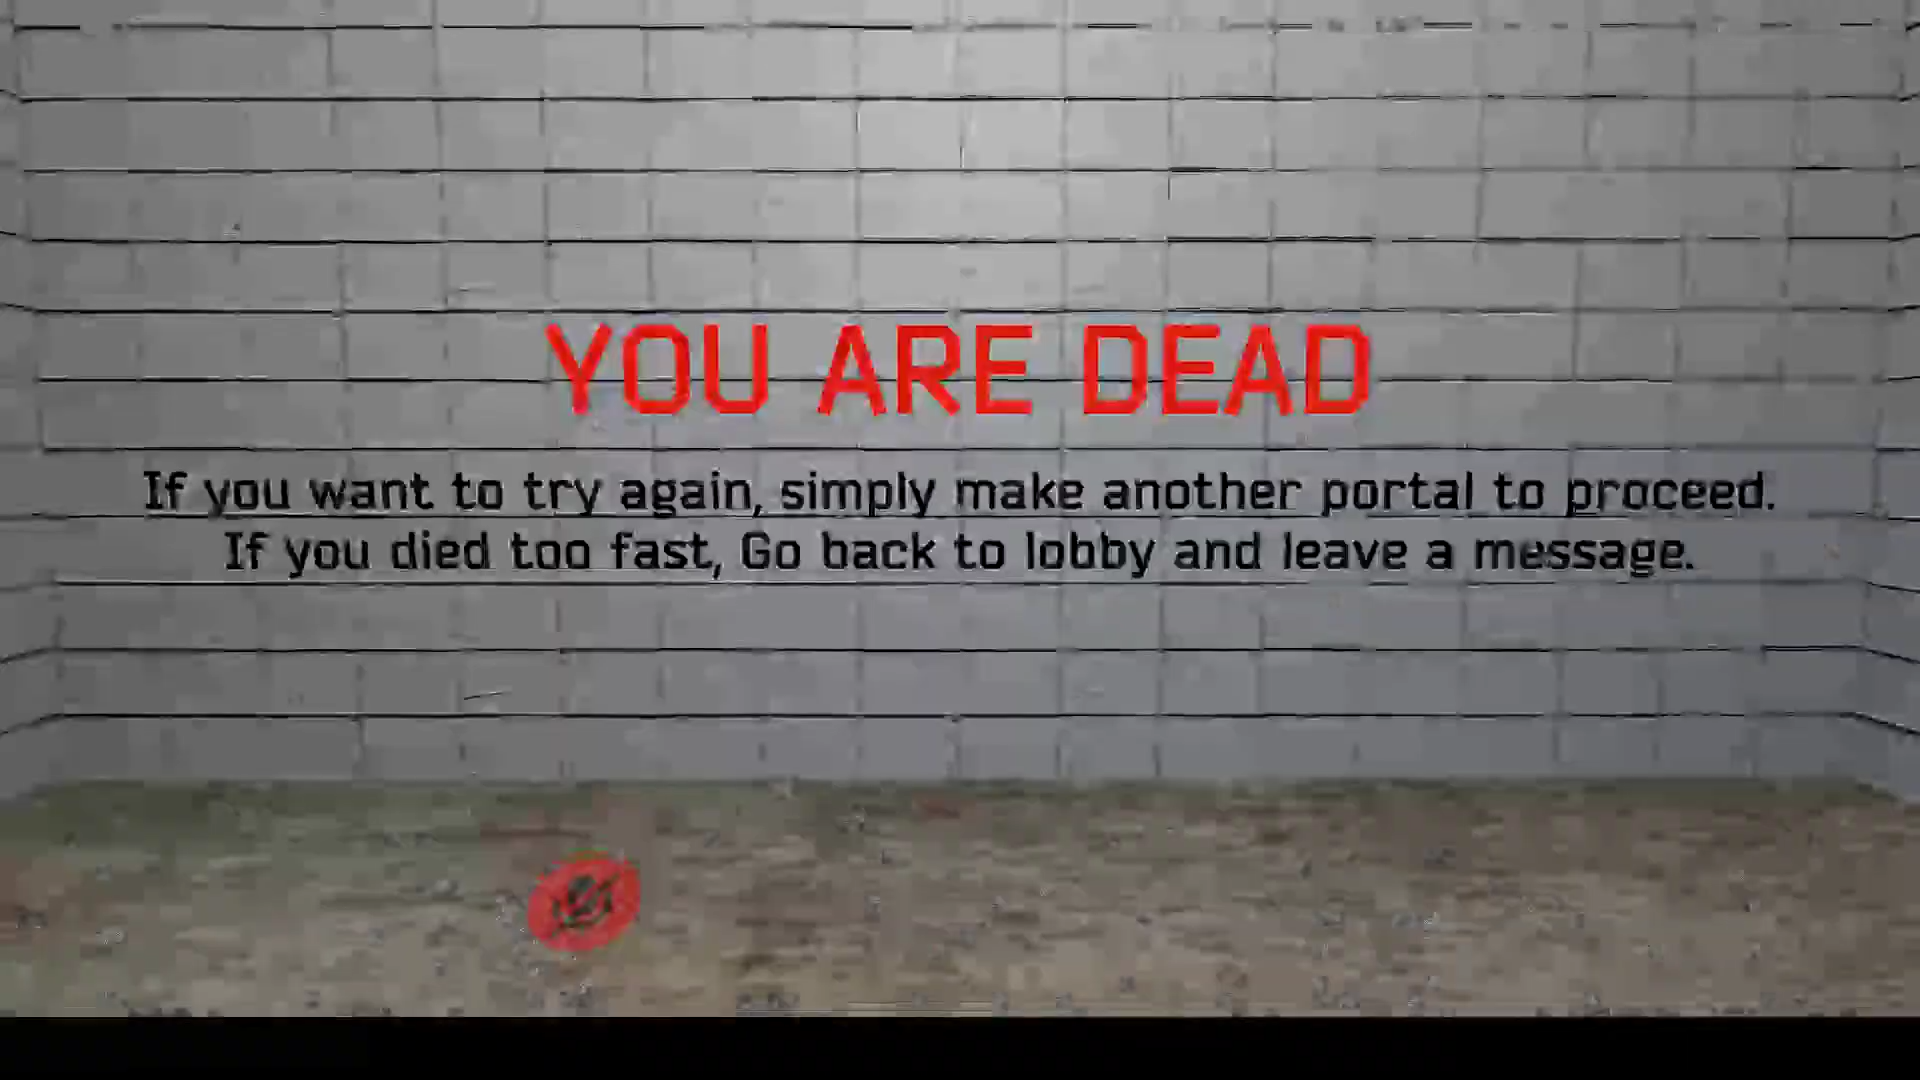 YOU ARE DEAD
If you want to try again, simply make another portal to proceed.
If you died too fast, Go back to lobby and leave a message.